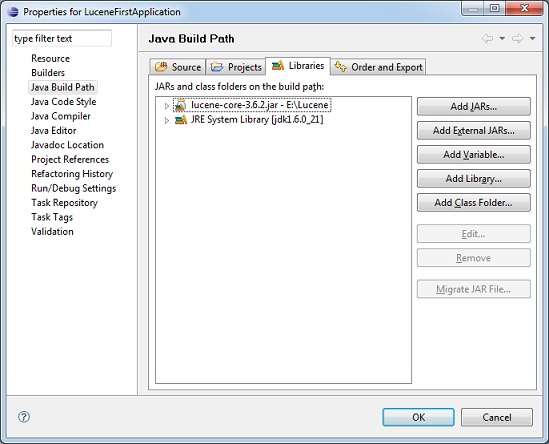 Properties for LuceneFirstApplication
type filter text
Resource
Builders
Java Build Path
Java Code Style
Java Compiler
Java Editor
Javadoc Location
Project References
Refactoring History
Run/Debug Settings
Task Repository
Task Tags
Validation
Java Build Path
Source Projects Libraries Order and Export
JARs and class folders on the build path:
lucene-core-3.6.2.jar - E:\Lucene
JRE System Library [jdk1.6.0_21]
Add JARs...
Add External JARs...
Add Variable...
Add Library...
Add Class Folder...
Edit...
Remove
Migrate JAR File...
?
OK Cancel